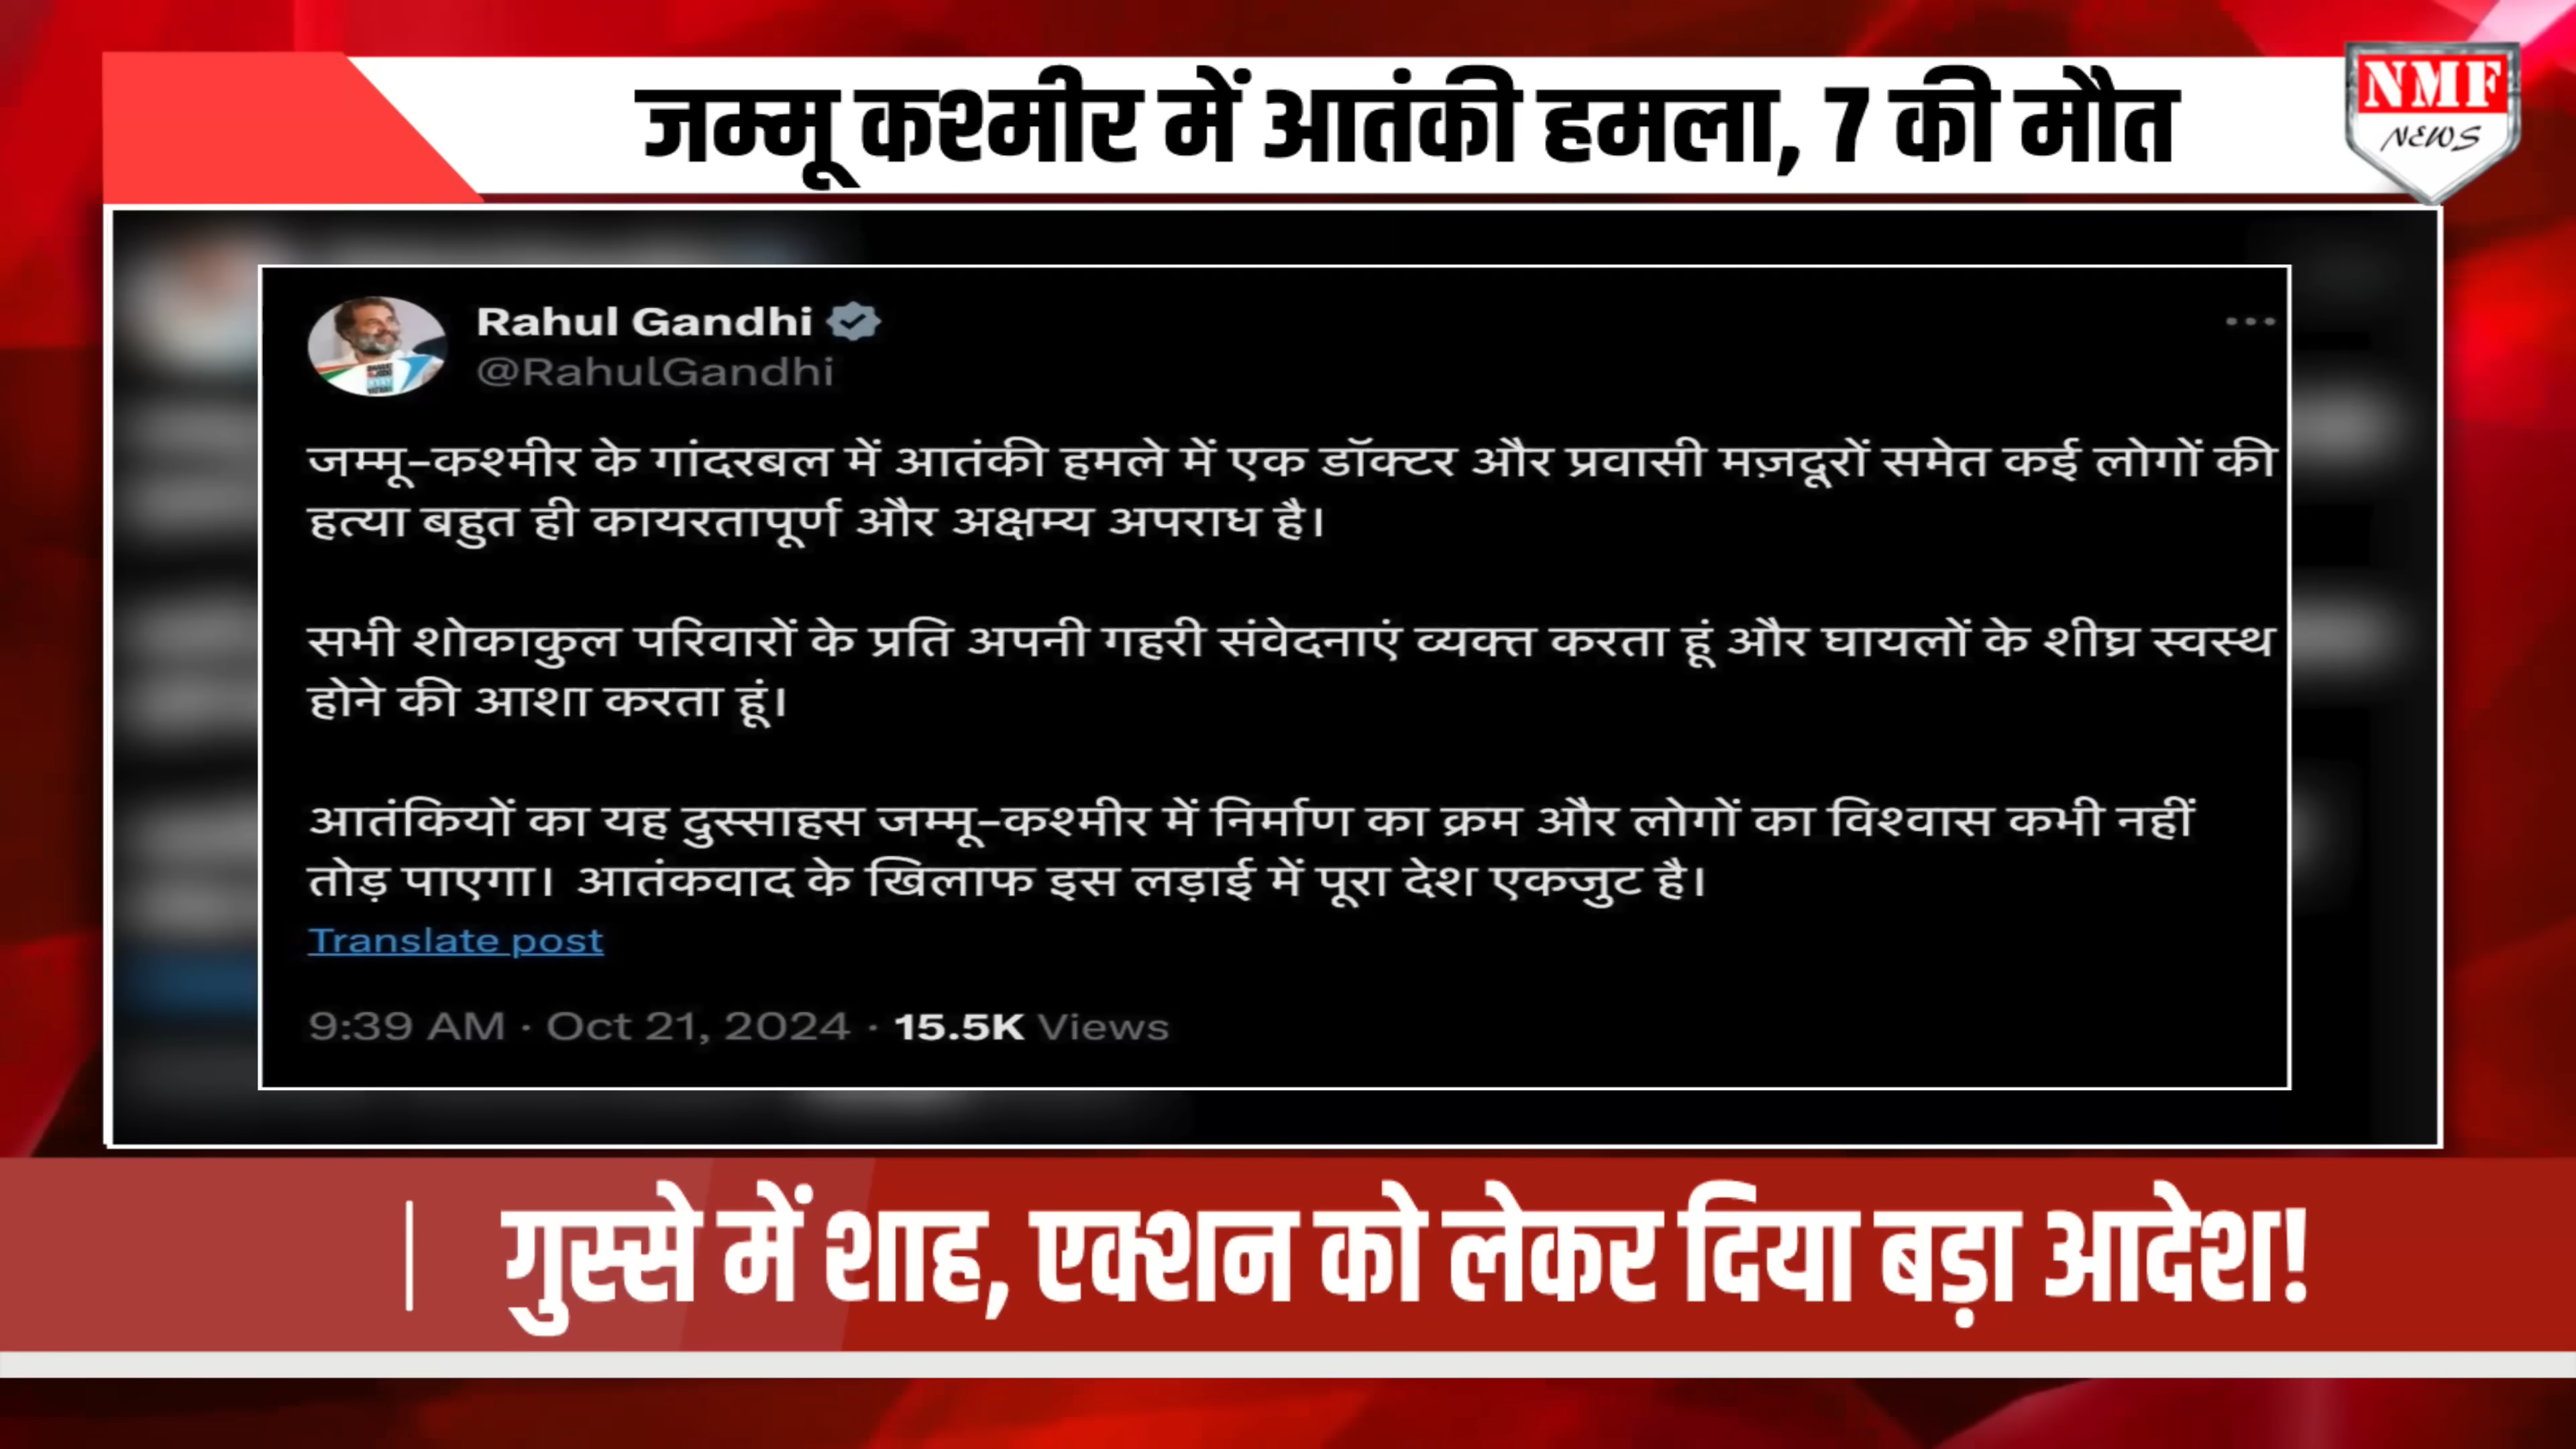 जम्मू कश्मीर में आतंकी हमला, 7 की मौत
NMF
NEWS
Rahul Gandhi
@RahulGandhi
जम्मू-कश्मीर के गांदरबल में आतंकी हमले में एक डॉक्टर और प्रवासी मज़दूरों समेत कई लोगों की
हत्या बहुत ही कायरतापूर्ण और अक्षम्य अपराध है।
सभी शोकाकुल परिवारों के प्रति अपनी गहरी संवेदनाएं व्यक्त करता हूं और घायलों के शीघ्र स्वस्थ
होने की आशा करता हूं।
आतंकियों का यह दुस्साहस जम्मू-कश्मीर में निर्माण का क्रम और लोगों का विश्वास कभी नहीं
तोड़ पाएगा। आतंकवाद के खिलाफ इस लड़ाई में पूरा देश एकजुट है।
Translate post
9:39 AM · Oct 21, 2024 · 15.5K Views
गुस्से में शाह, एक्शन को लेकर दिया बड़ा आदेश!